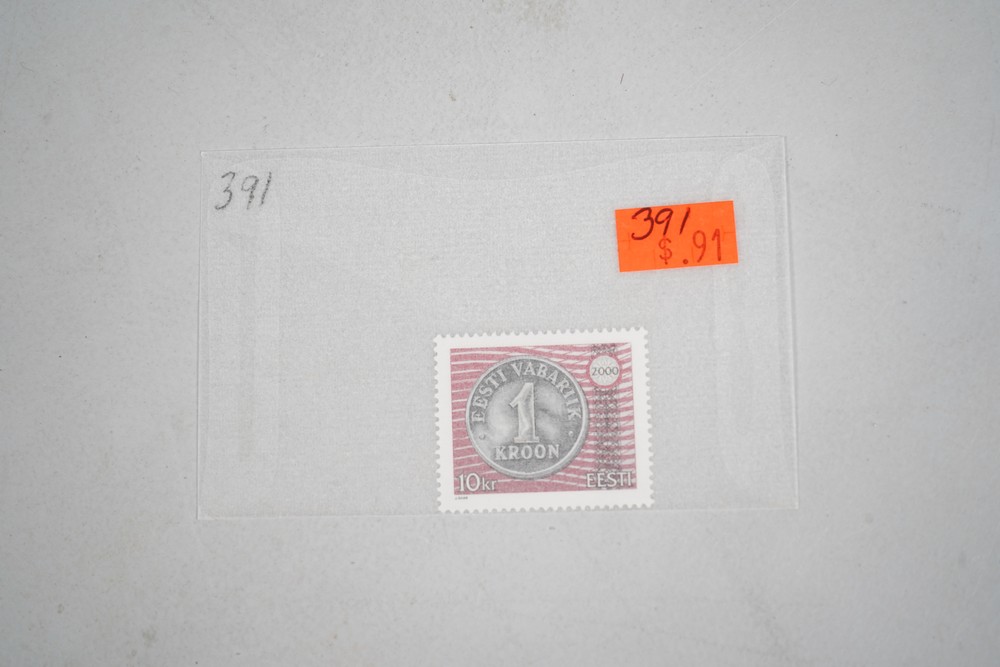 391
391
$.91
2000
EESTI VABARIIK
1
KROON
10kr
EESTI